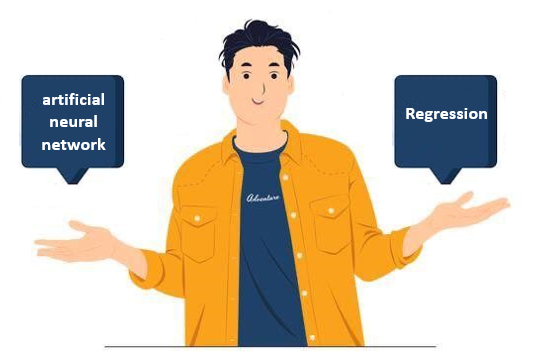 artificial
neural
network
Regression
Adventure